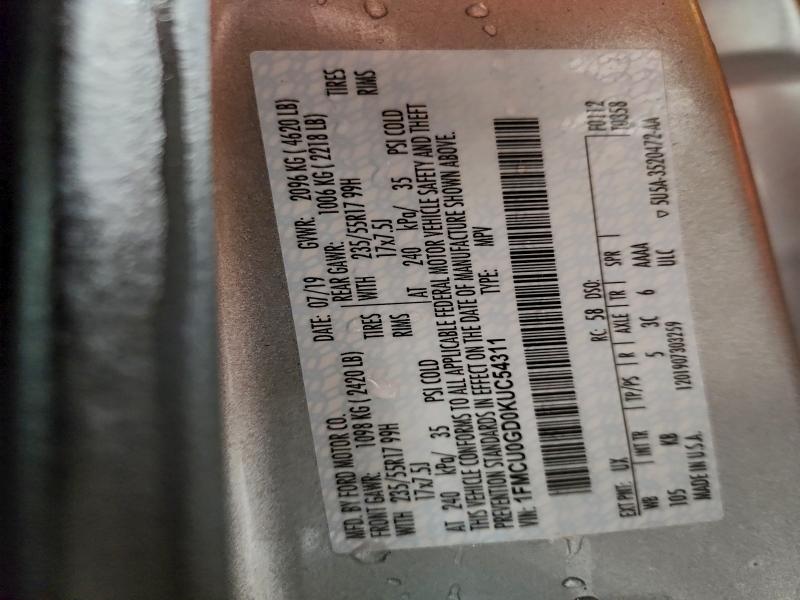 MFD. BY FORD MOTOR CO. DATE: 07/19 GVWR: 2096 KG ( 4620 LB)
FRONT GAWR: 1098 KG ( 2420 LB) REAR GAWR: 1006 KG ( 2218 LB)
WITH 235/55R17 99H TIRES WITH 235/55R17 99H TIRES
17x7.5J RIMS 17x7.5J RIMS
AT 240 kPa/ 35 PSI COLD AT 240 kPa/ 35 PSI COLD
THIS VEHICLE CONFORMS TO ALL APPLICABLE FEDERAL MOTOR VEHICLE SAFETY AND THEFT
PREVENTION STANDARDS IN EFFECT ON THE DATE OF MANUFACTURE SHOWN ABOVE.
VIN: 1FMCU0GD0KUC54311 TYPE: MPV
EXT PNT: UX RC: 58 DSO: F0112
WB INT TR TP/PS R AXLE TR SPR T0858
105 KB 5 3C 6 AAAA
MADE IN U.S.A. 1201907303259 ULC ▽ 5U5A-3520472-AA